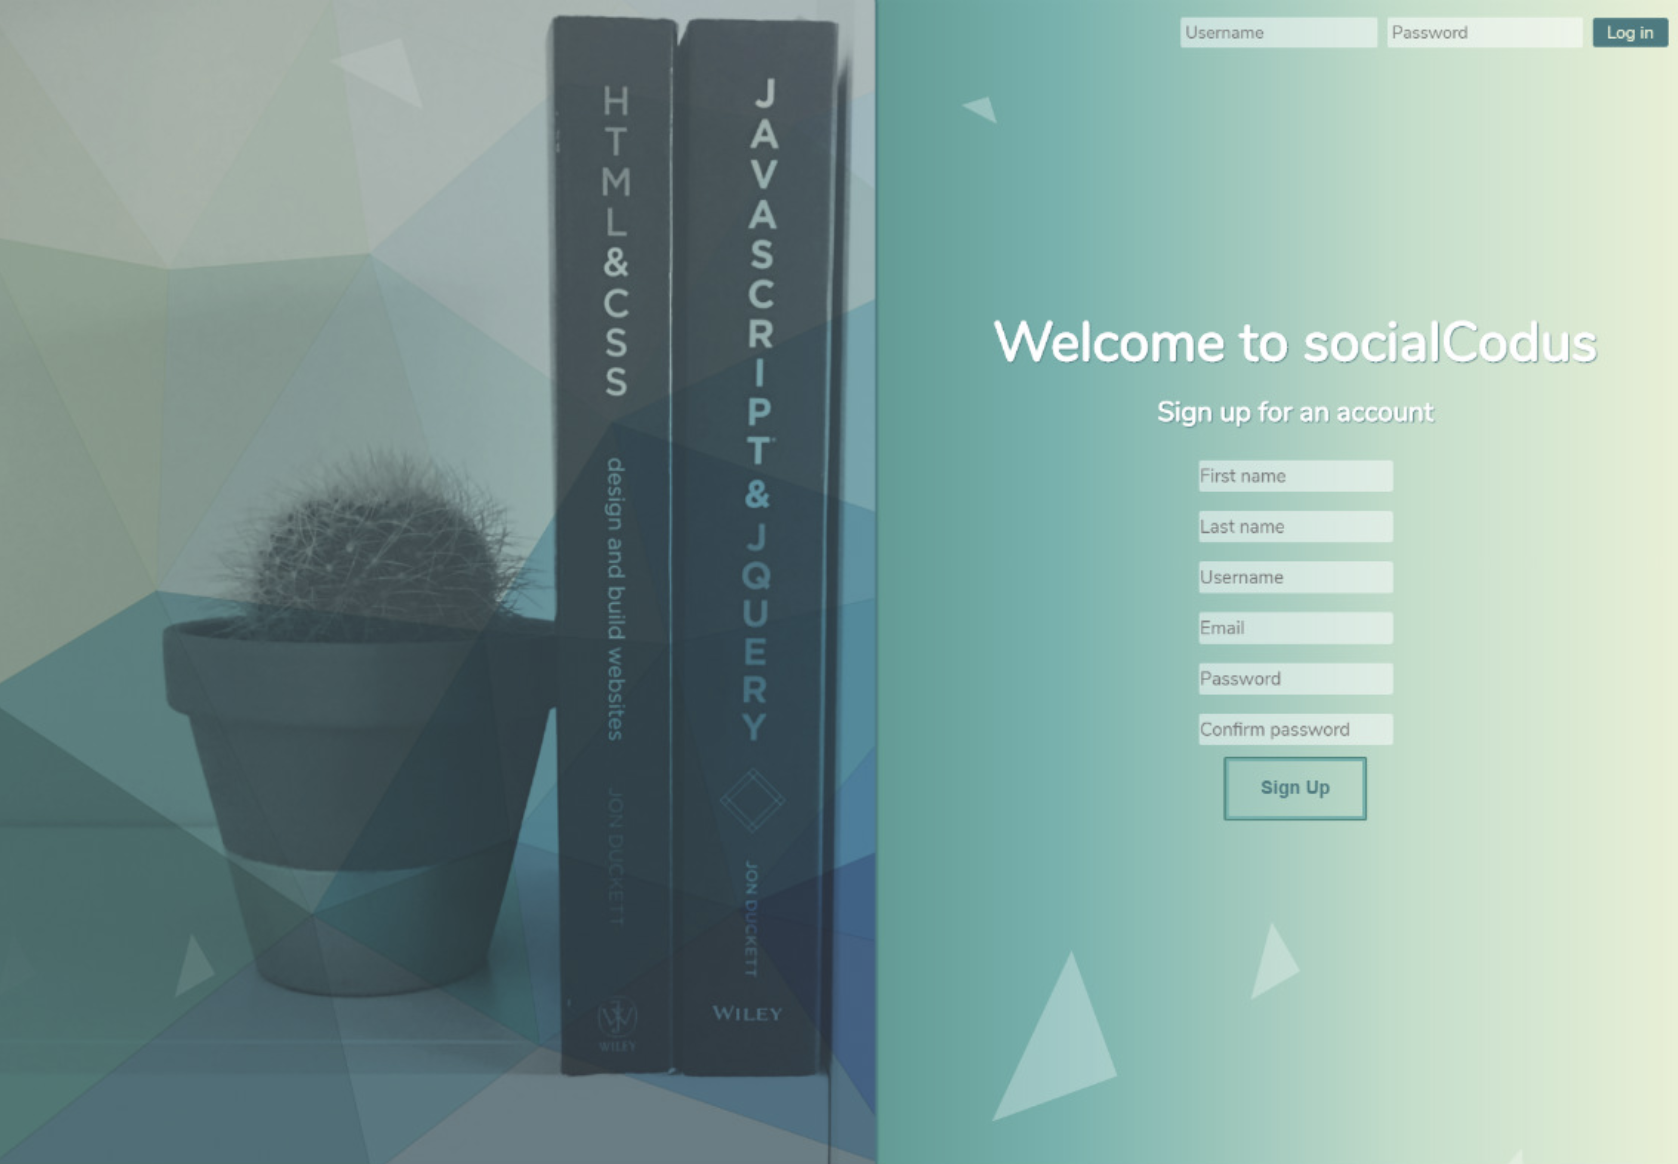 HTML&CSS
design and build websites
JON DUCKETT
WILEY
JAVASCRIPT&JQUERY
JON DUCKETT
WILEY
Username
Password
Log in
Welcome to socialCodus
Sign up for an account
First name
Last name
Username
Email
Password
Confirm password
Sign Up